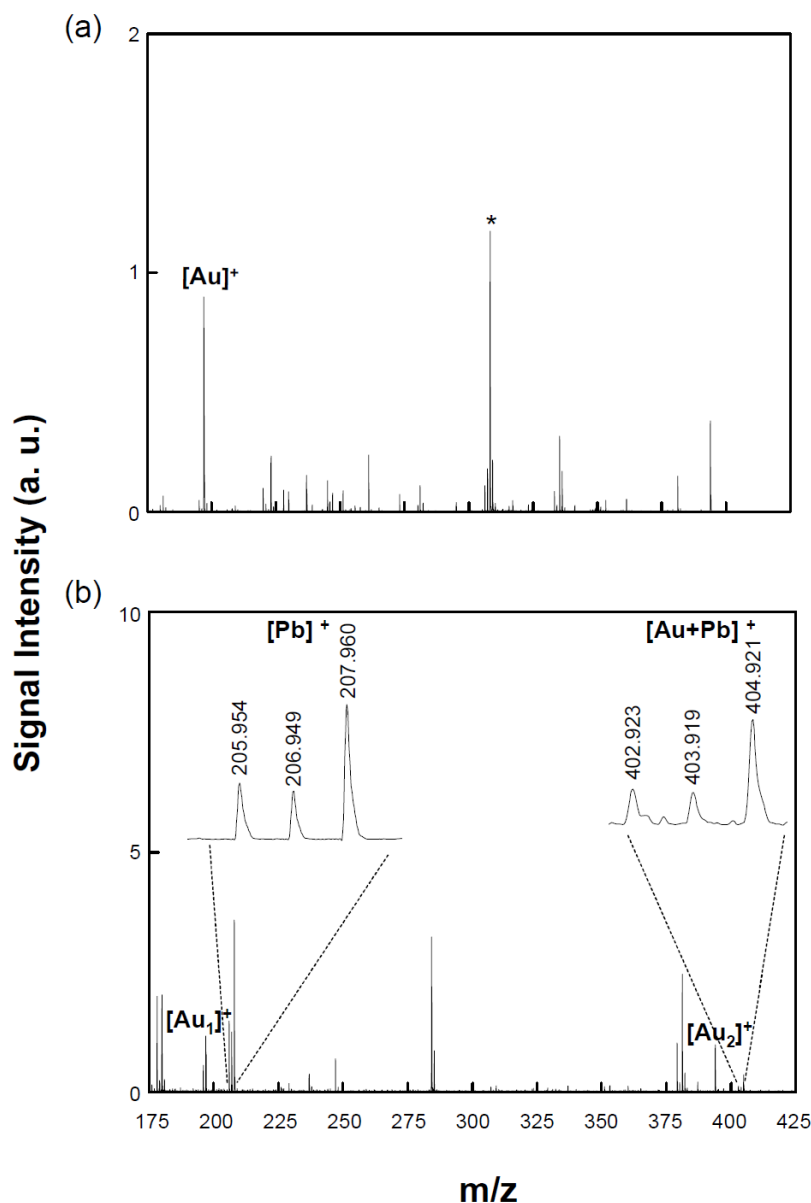 (a)
2
*
[Au]⁺
1
0
Signal Intensity (a. u.)
(b)
10
[Pb] ⁺
[Au+Pb] ⁺
205.954
206.949
207.960
402.923
403.919
404.921
5
[Au₁]⁺
[Au₂]⁺
0
175 200 225 250 275 300 325 350 375 400 425
m/z